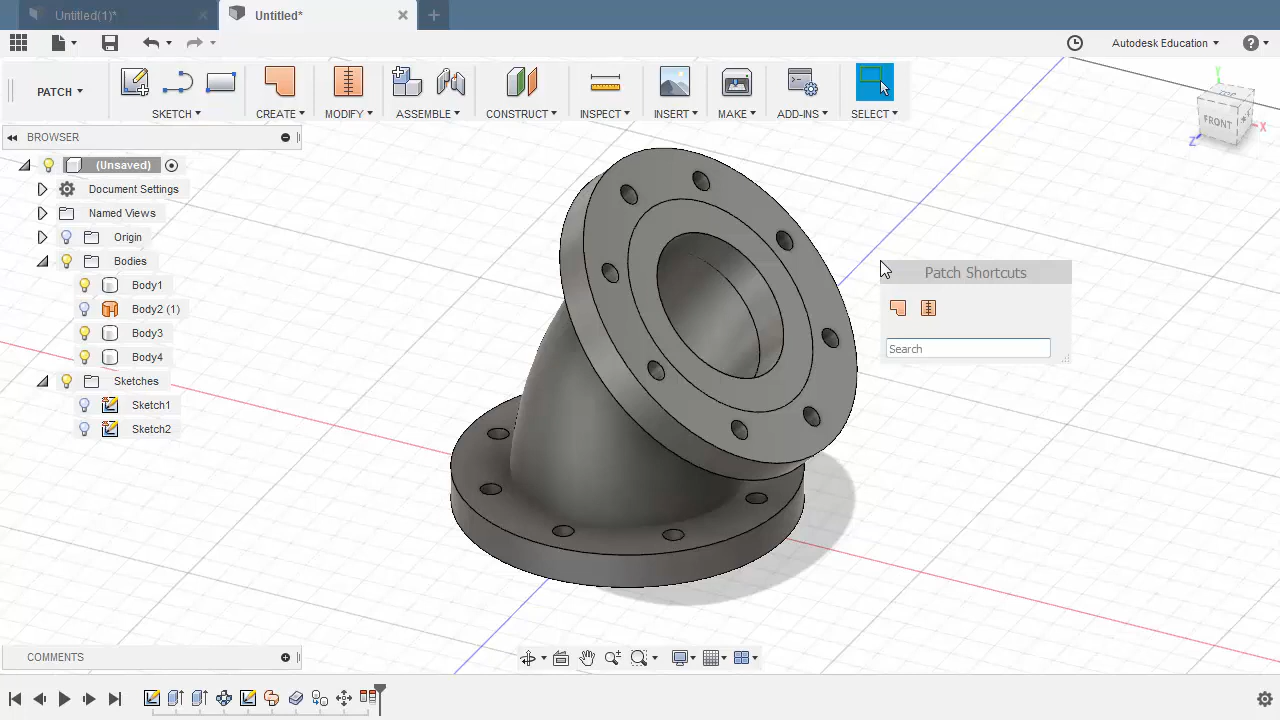 Untitled(1)*
Untitled*
Autodesk Education
PATCH
SKETCH
CREATE
MODIFY
ASSEMBLE
CONSTRUCT
INSPECT
INSERT
MAKE
ADD-INS
SELECT
BROWSER
(Unsaved)
Document Settings
Named Views
Origin
Bodies
Body1
Body2 (1)
Body3
Body4
Sketches
Sketch1
Sketch2
Patch Shortcuts
Search
Y
FRONT
X
Z
COMMENTS